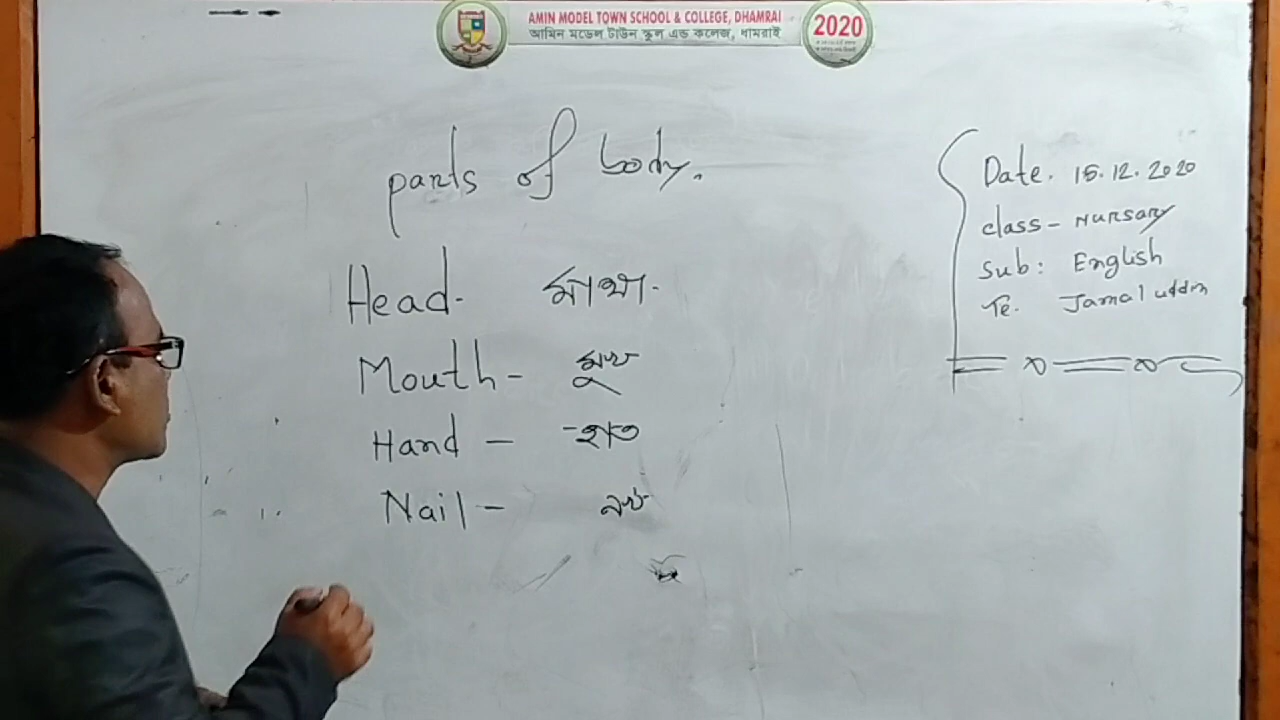 AMIN MODEL TOWN SCHOOL & COLLEGE, DHAMRAI
আমিন মডেল টাউন স্কুল এন্ড কলেজ, ধামরাই
2020
parts of body.
Head. মাথা.
Mouth - মুখ
Hand - হাত
Nail - নখ
Date. 15.12.2020
class - Nursary
Sub: English
Te. Jamal uddin